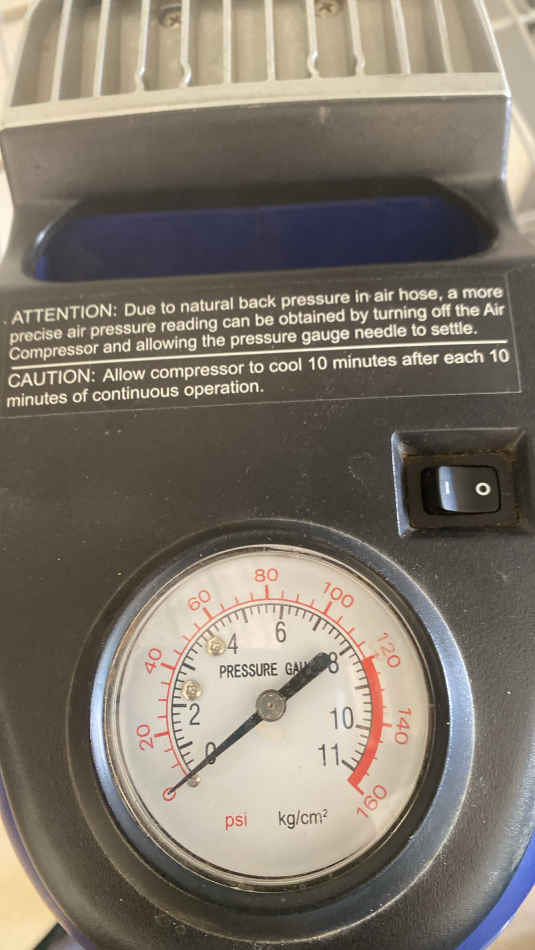 ATTENTION: Due to natural back pressure in air hose, a more
precise air pressure reading can be obtained by turning off the Air
Compressor and allowing the pressure gauge needle to settle.
CAUTION: Allow compressor to cool 10 minutes after each 10
minutes of continuous operation.
0 20 40 60 80 100 120 140 160
0 2 4 6 8 10 11
PRESSURE
psi kg/cm²